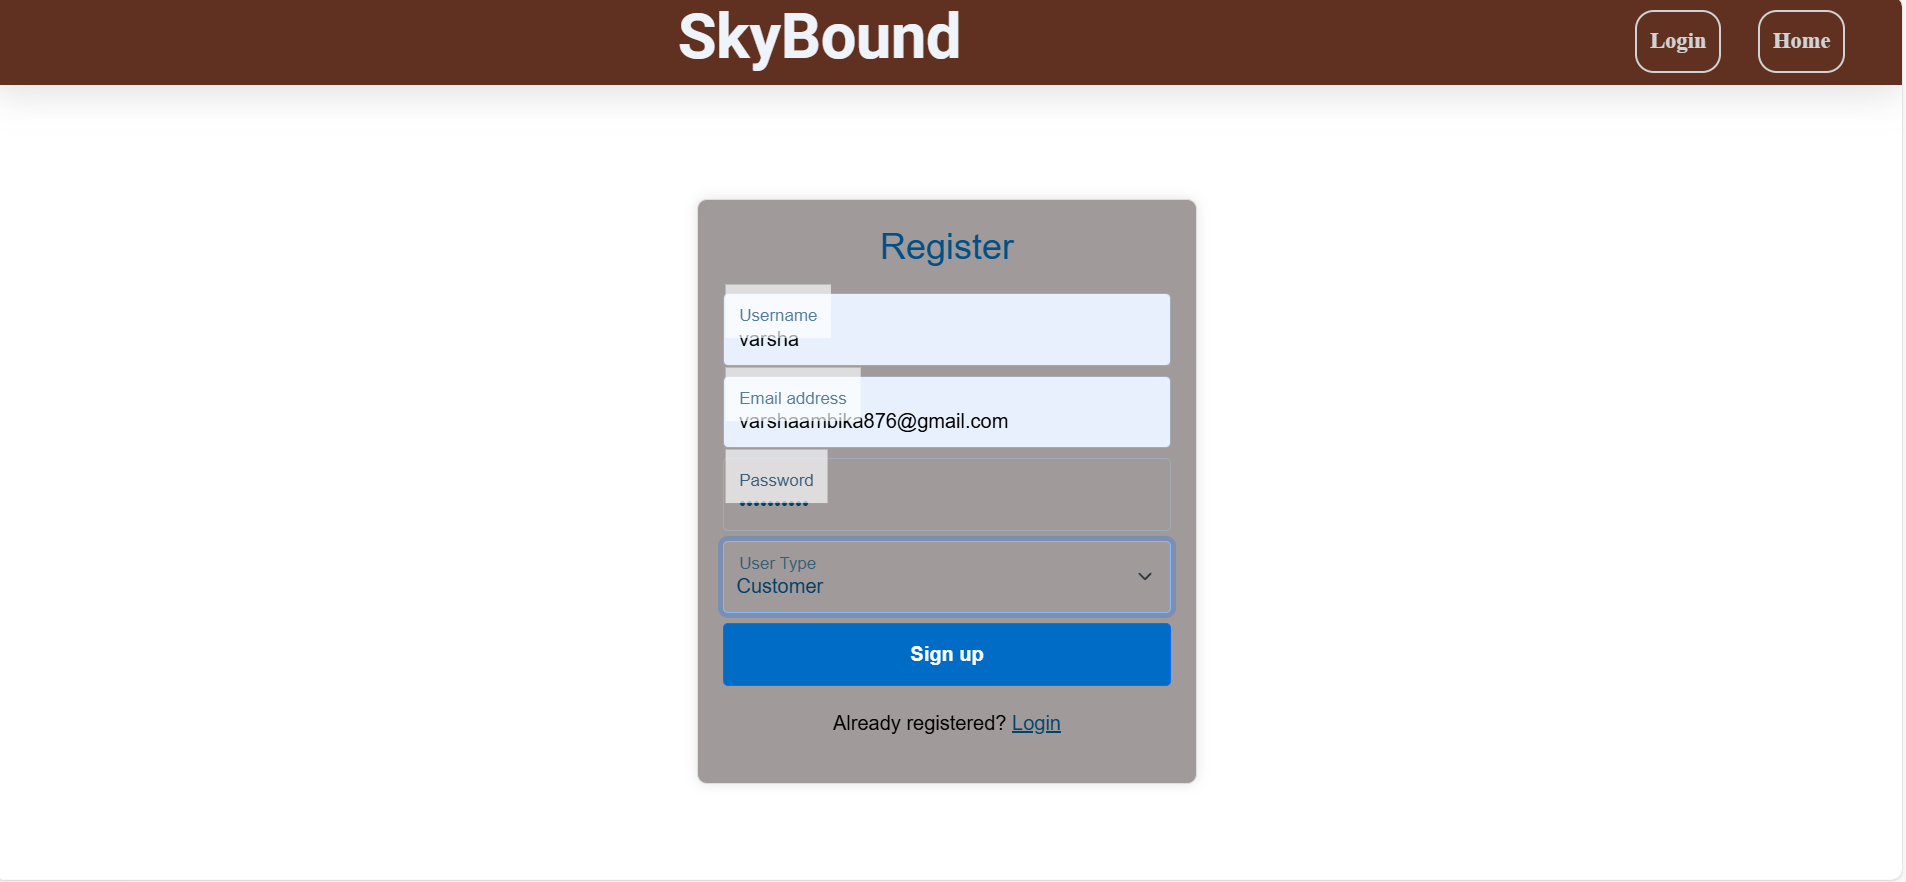 SkyBound
Login Home
Register
Username
varsha
Email address
varshaambika876@gmail.com
Password
••••••••••
User Type
Customer
Sign up
Already registered? Login